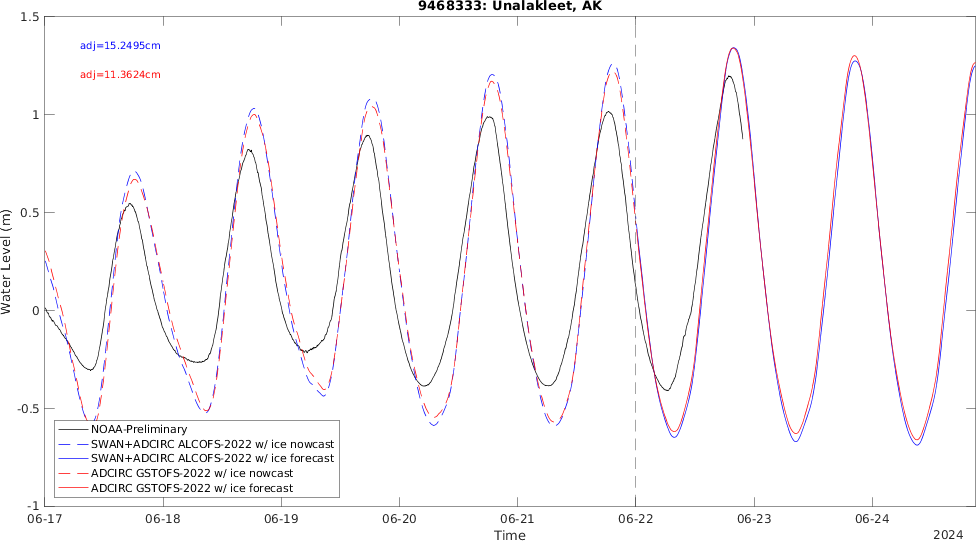 9468333: Unalakleet, AK
adj=15.2495cm
adj=11.3624cm
Water Level (m)
1.5
1
0.5
0
-0.5
-1
NOAA-Preliminary
SWAN+ADCIRC ALCOFS-2022 w/ ice nowcast
SWAN+ADCIRC ALCOFS-2022 w/ ice forecast
ADCIRC GSTOFS-2022 w/ ice nowcast
ADCIRC GSTOFS-2022 w/ ice forecast
06-17 06-18 06-19 06-20 06-21 06-22 06-23 06-24
Time
2024